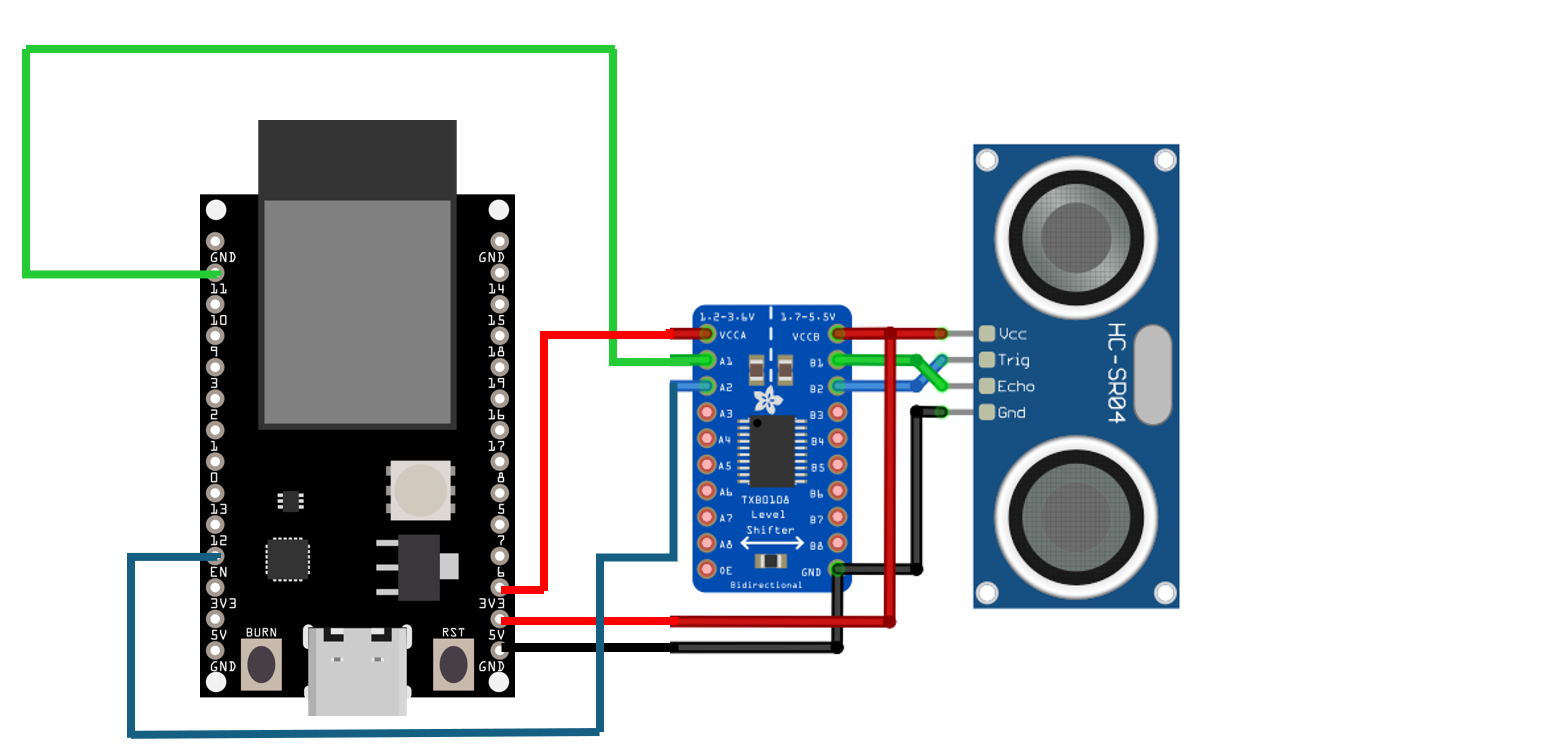 GND
11
10
9
3
2
1
0
13
12
EN
3V3
5V
GND
BURN
RST
GND
14
15
18
19
16
17
8
5
7
6
3V3
5V
GND
1.2-3.6V
1.7-5.5V
VCCA
VCCB
A1
B1
A2
B2
A3
B3
A4
B4
A5
B5
A6
B6
A7
B7
A8
B8
OE
GND
TXB0108
Level
Shifter
Bidirectional
Vcc
Trig
Echo
Gnd
HC-SR04